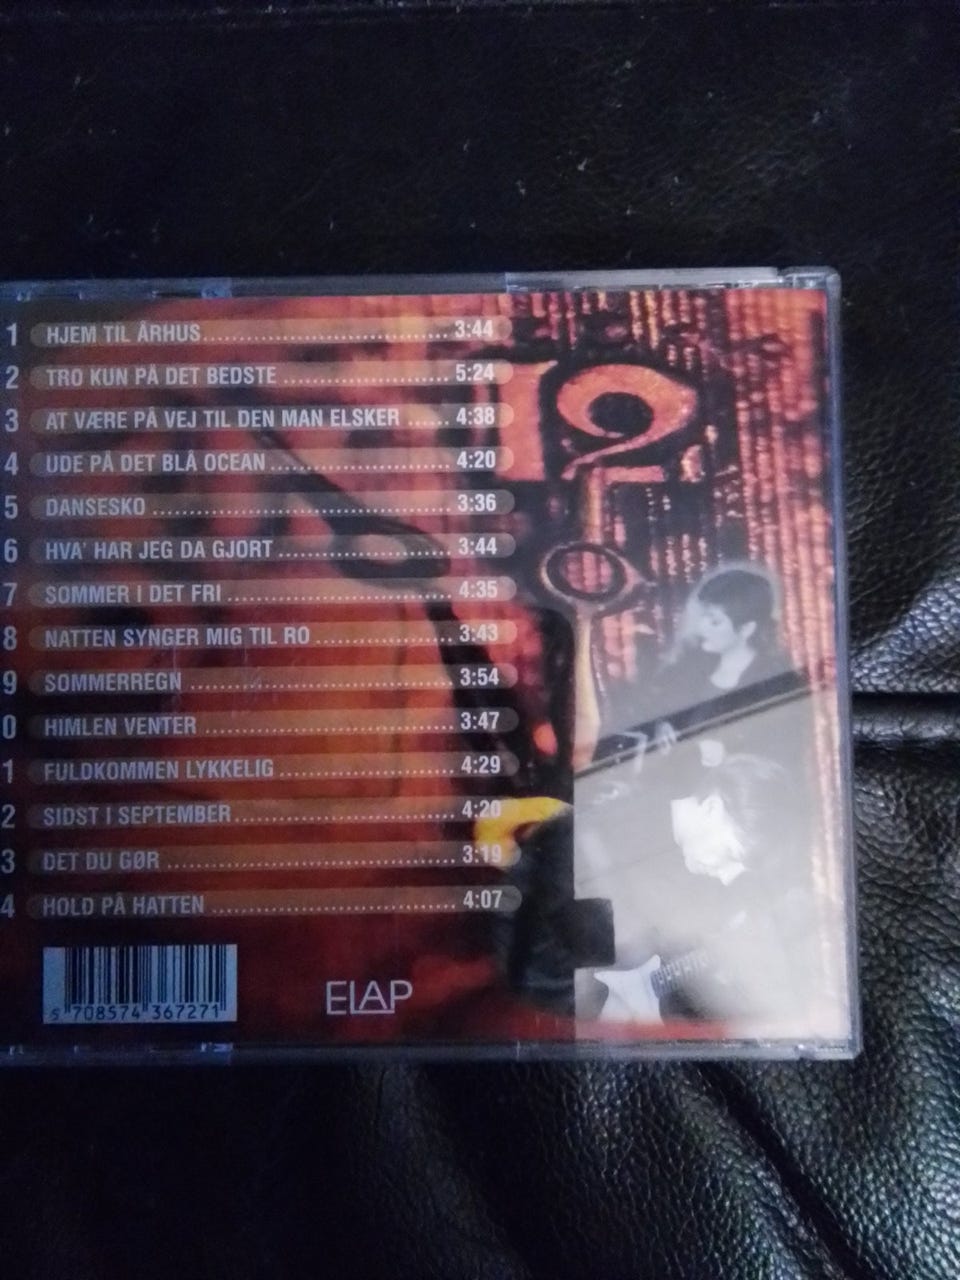 1 HJEM TIL ÅRHUS 3:44
2 TRO KUN PÅ DET BEDSTE 5:24
3 AT VÆRE PÅ VEJ TIL DEN MAN ELSKER 4:38
4 UDE PÅ DET BLÅ OCEAN 4:20
5 DANSESKO 3:36
6 HVA' HAR JEG DA GJORT 3:44
7 SOMMER I DET FRI 4:35
8 NATTEN SYNGER MIG TIL RO 3:43
9 SOMMERREGN 3:54
0 HIMLEN VENTER 3:47
1 FULDKOMMEN LYKKELIG 4:29
2 SIDST I SEPTEMBER 4:20
3 DET DU GØR 3:19
4 HOLD PÅ HATTEN 4:07
5 708574 367271
ELAP